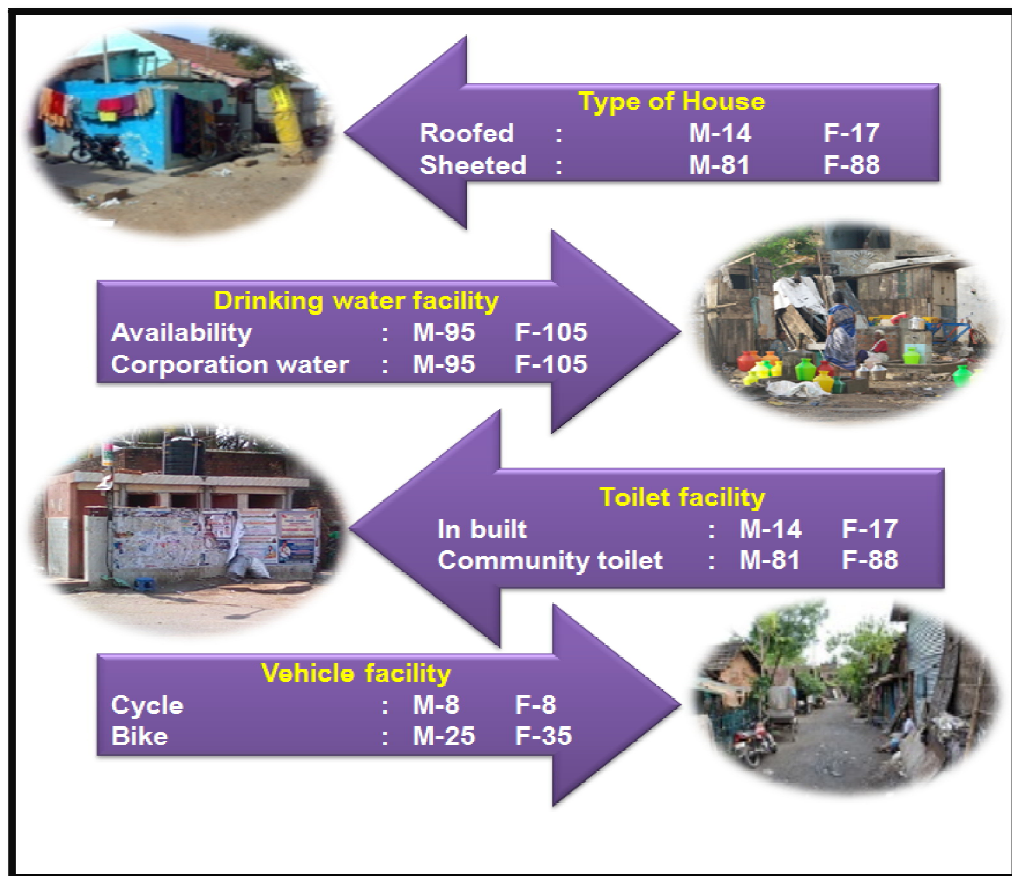 Type of House
Roofed : M-14 F-17
Sheeted : M-81 F-88
Drinking water facility
Availability : M-95 F-105
Corporation water : M-95 F-105
Toilet facility
In built : M-14 F-17
Community toilet : M-81 F-88
Vehicle facility
Cycle : M-8 F-8
Bike : M-25 F-35